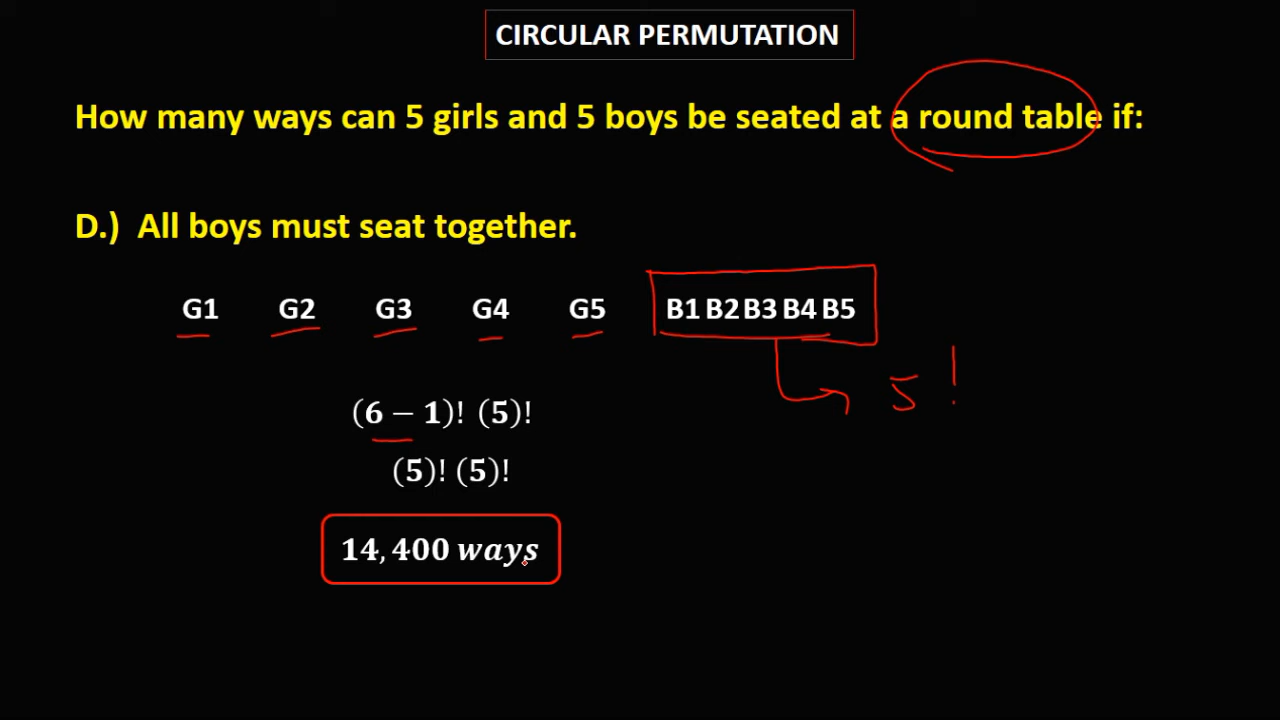 CIRCULAR PERMUTATION
How many ways can 5 girls and 5 boys be seated at a round table if:
D.) All boys must seat together.
G1 G2 G3 G4 G5 B1 B2 B3 B4 B5
5 !
(6 − 1)! (5)!
(5)! (5)!
14,400 ways